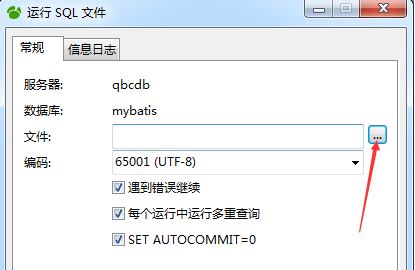 运行 SQL 文件
常规 信息日志
服务器: qbcdb
数据库: mybatis
文件: ...
编码: 65001 (UTF-8)
遇到错误继续
每个运行中运行多重查询
SET AUTOCOMMIT=0